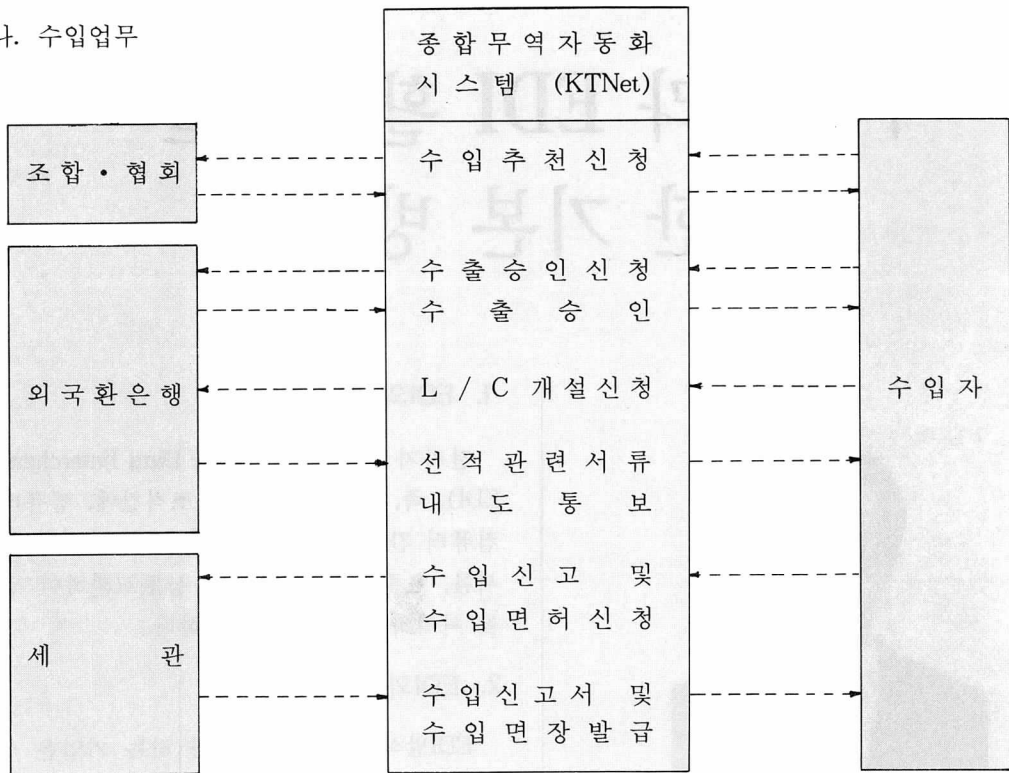 나. 수입업무
종합무역자동화
시스템 (KTNet)
조합 · 협회
수입추천신청
외국환은행
수출승인신청
수출승인
L / C 개설신청
선적관련서류
내도통보
수입자
세관
수입신고 및
수입면허신청
수입신고서 및
수입면장발급